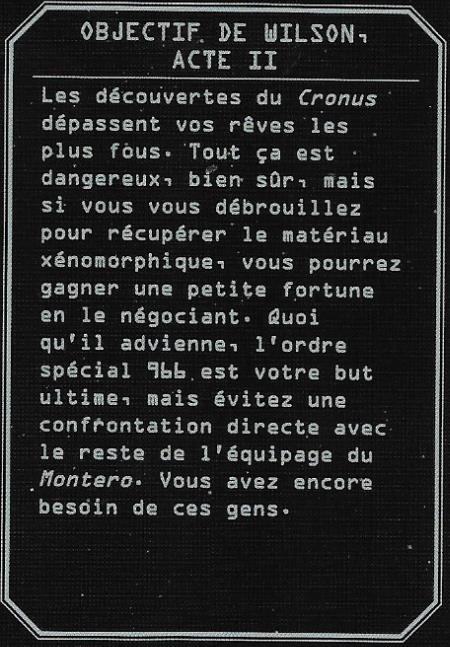 OBJECTIF DE WILSON,
ACTE II
Les découvertes du Cronus
dépassent vos rêves les
plus fous. Tout ça est
dangereux, bien sûr, mais
si vous vous débrouillez
pour récupérer le matériau
xénomorphique, vous pourrez
gagner une petite fortune
en le négociant. Quoi
qu'il advienne, l'ordre
spécial 966 est votre but
ultime, mais évitez une
confrontation directe avec
le reste de l'équipage du
Montero. Vous avez encore
besoin de ces gens.